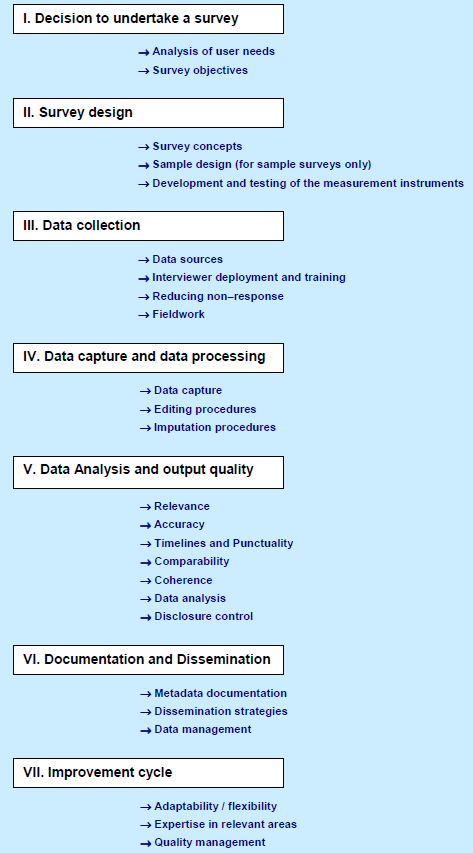 I. Decision to undertake a survey
→ Analysis of user needs
→ Survey objectives
II. Survey design
→ Survey concepts
→ Sample design (for sample surveys only)
→ Development and testing of the measurement instruments
III. Data collection
→ Data sources
→ Interviewer deployment and training
→ Reducing non–response
→ Fieldwork
IV. Data capture and data processing
→ Data capture
→ Editing procedures
→ Imputation procedures
V. Data Analysis and output quality
→ Relevance
→ Accuracy
→ Timelines and Punctuality
→ Comparability
→ Coherence
→ Data analysis
→ Disclosure control
VI. Documentation and Dissemination
→ Metadata documentation
→ Dissemination strategies
→ Data management
VII. Improvement cycle
→ Adaptability / flexibility
→ Expertise in relevant areas
→ Quality management